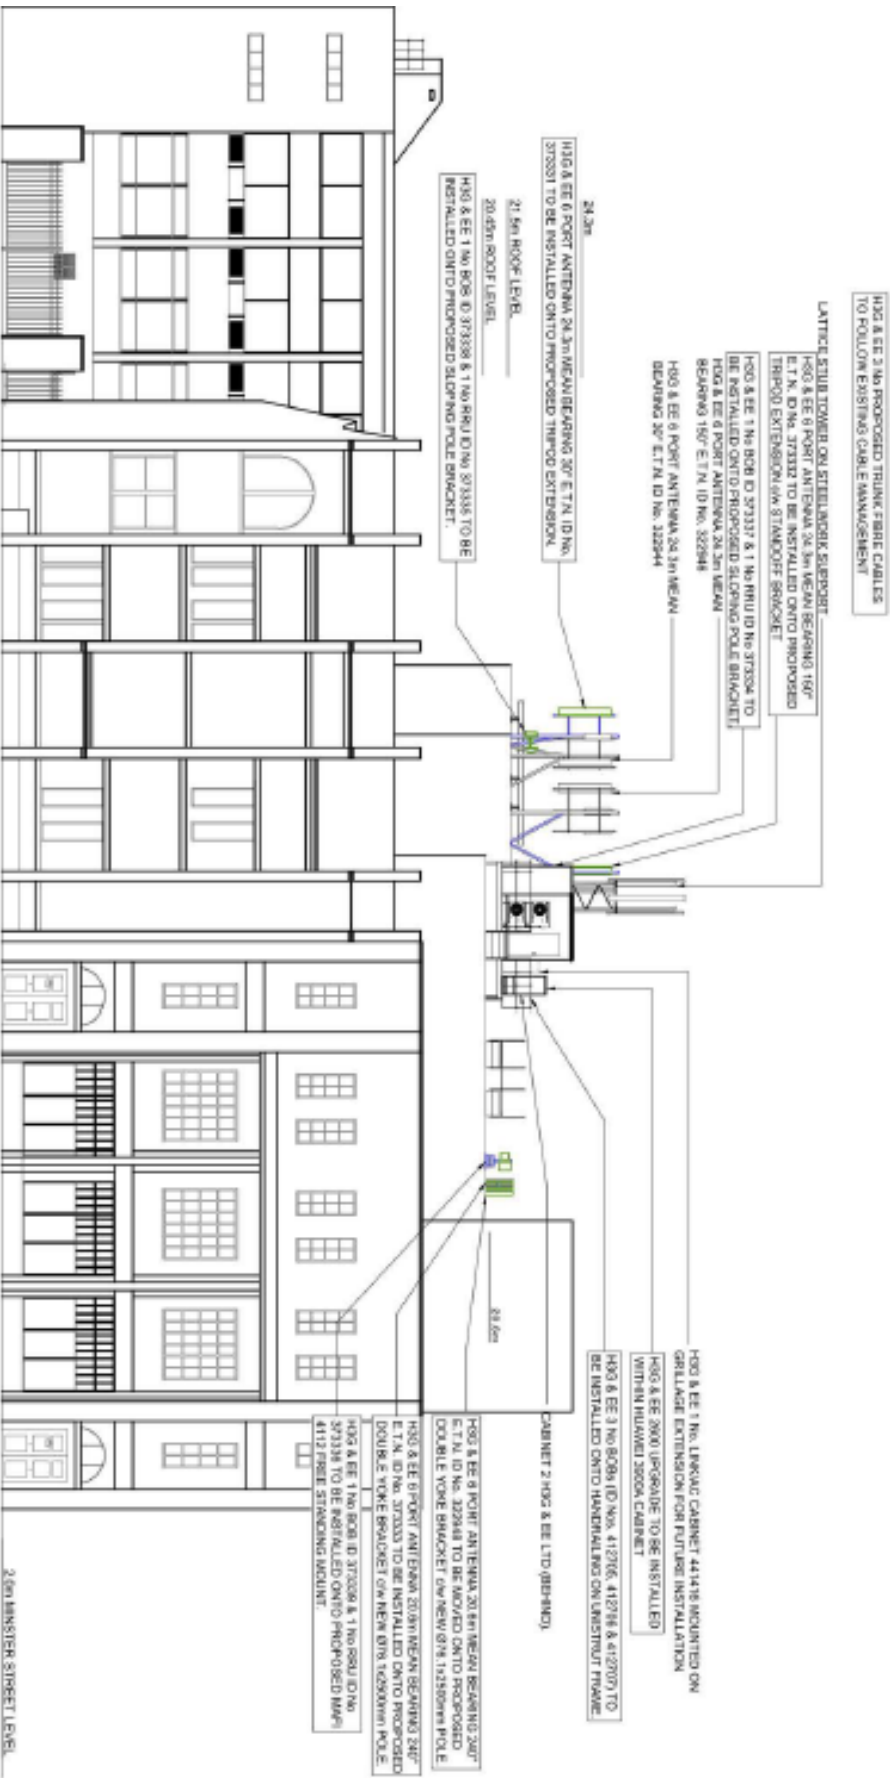 H3G & EE 3 No PROPOSED TRUNK FIBRE CABLES
TO FOLLOW EXISTING CABLE MANAGEMENT
LATTICE STUB TOWER ON STEELWORK SUPPORT
H3G & EE 6 PORT ANTENNA 24.3m MEAN BEARING 150°
E.T.N. ID No. 373332 TO BE INSTALLED ONTO PROPOSED
TRIPOD EXTENSION c/w STANDOFF BRACKET
H3G & EE 1 No BOB ID 373337 & 1 No RRU ID No 373334 TO
BE INSTALLED ONTO PROPOSED SLOPING POLE BRACKET.
H3G & EE 6 PORT ANTENNA 24.3m MEAN
BEARING 150° E.T.N. ID No.
H3G & EE 6 PORT ANTENNA 24.3m MEAN
BEARING 30° E.T.N. ID No. 322944
24.3m
H3G & EE 6 PORT ANTENNA 24.3m MEAN BEARING 30° E.T.N. ID No.
373331 TO BE INSTALLED ONTO PROPOSED TRIPOD EXTENSION.
21.5m ROOF LEVEL
20.45m ROOF LEVEL
H3G & EE 1 No BOB ID 373338 & 1 No RRU ID No 373335 TO BE
INSTALLED ONTO PROPOSED SLOPING POLE BRACKET.
H3G & EE 1 No. LINKAC CABINET 441416 MOUNTED ON
GRILLAGE EXTENSION FOR FUTURE INSTALLATION
H3G & EE UPGRADE TO BE INSTALLED
WITHIN HUAWEI 3900A CABINET
H3G & EE 3 No BOBs (ID Nos. 412705, 412706 & 412707) TO
BE INSTALLED ONTO HANDRAILING ON UNISTRUT FRAME.
CABINET 2 H3G & EE LTD (BEHIND).
20.6m
H3G & EE 6 PORT ANTENNA 20.6m MEAN BEARING 240°
E.T.N. ID No. TO BE MOVED ONTO PROPOSED
DOUBLE YOKE BRACKET c/w NEW Ø76.1x2500mm POLE.
H3G & EE 6 PORT ANTENNA 20.6m MEAN BEARING 240°
E.T.N. ID No. 373333 TO BE INSTALLED ONTO PROPOSED
DOUBLE YOKE BRACKET c/w NEW Ø76.1x2500mm POLE.
H3G & EE 1 No BOB ID 373339 & 1 No RRU ID No
373336 TO BE INSTALLED ONTO PROPOSED MAFI
4112 FREE STANDING MOUNT.
2.0m MINSTER STREET LEVEL